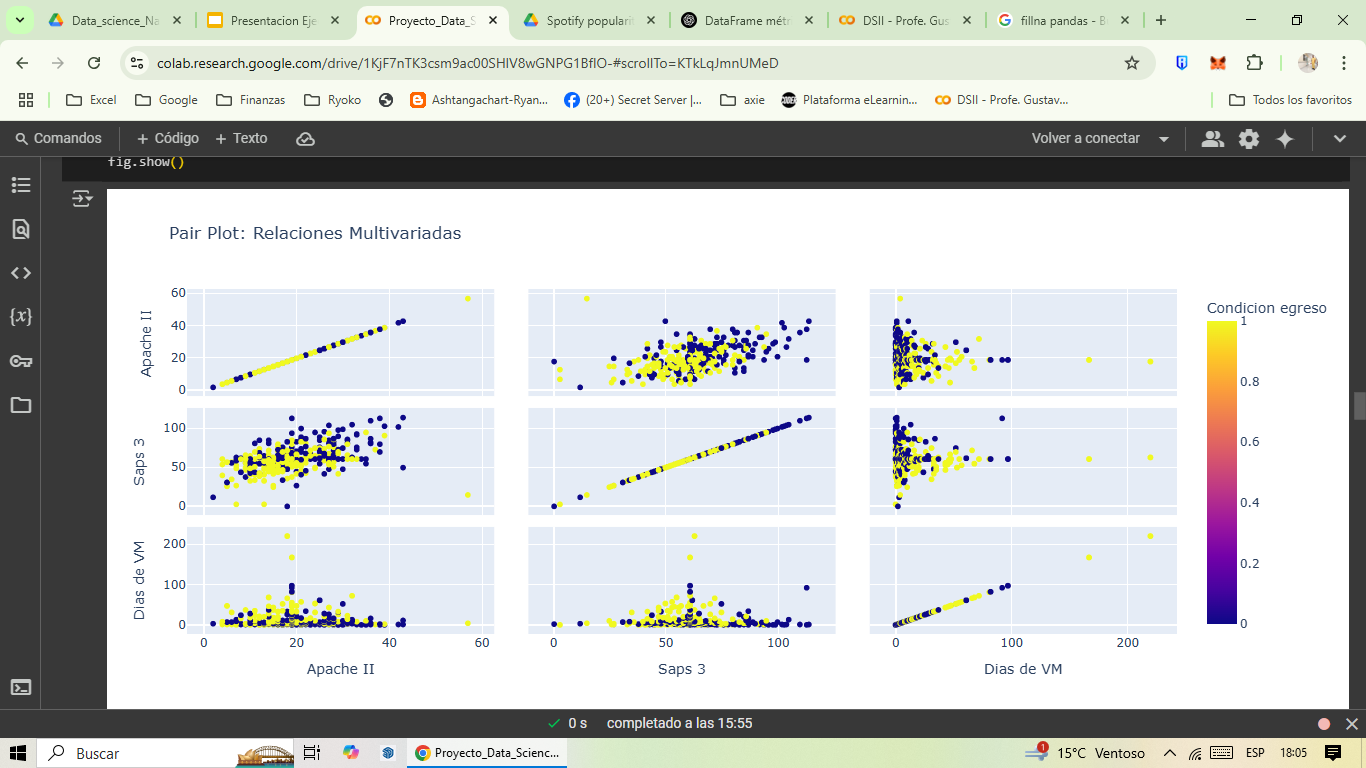 Data_science_Na
Presentacion Eje
Proyecto_Data_S
Spotify popularit
DataFrame métr
DSII - Profe. Gus
fillna pandas - B
colab.research.google.com/drive/1KjF7nTK3csm9ac00SHlV8wGNPG1BflO-#scrollTo=KTkLqJmnUMeD
Excel
Google
Finanzas
Ryoko
Ashtangachart-Ryan...
(20+) Secret Server |...
axie
Plataforma eLearnin...
DSII - Profe. Gustav...
Todos los favoritos
Comandos
+ Código
+ Texto
Volver a conectar
fig.show()
Pair Plot: Relaciones Multivariadas
Apache II
60
40
20
0
Saps 3
100
50
0
Dias de VM
200
100
0
0
20
40
60
Apache II
0
50
100
Saps 3
0
100
200
Dias de VM
Condicion egreso
1
0.8
0.6
0.4
0.2
0
0 s
completado a las 15:55
Buscar
Proyecto_Data_Scienc...
1
15°C Ventoso
ESP
18:05